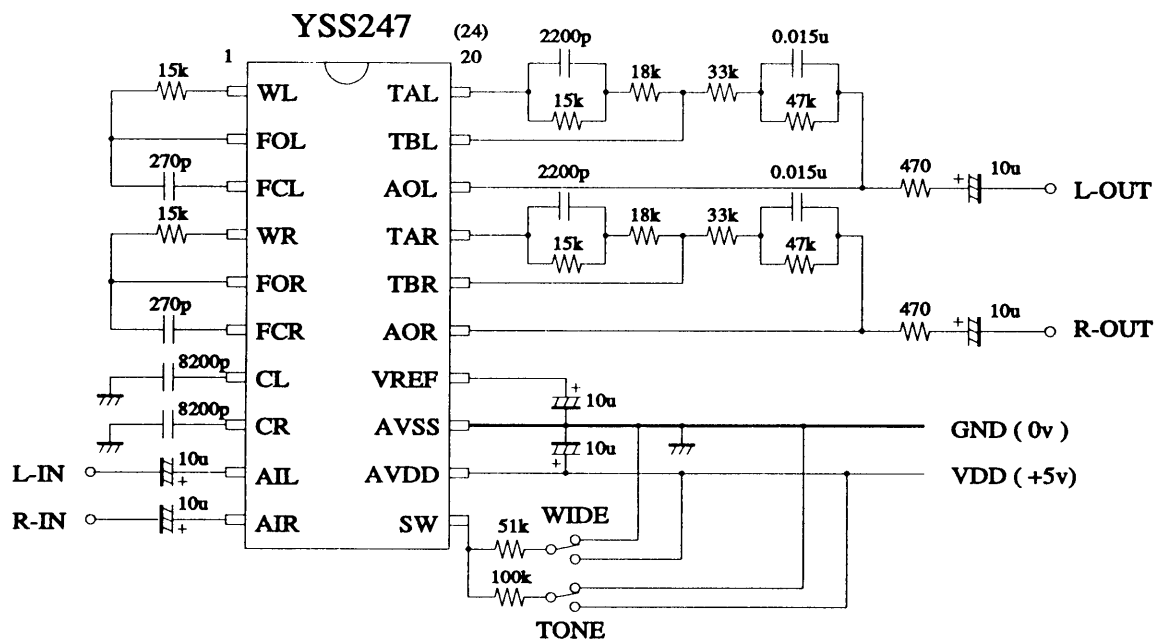 YSS247
(24)
1
20
2200p
0.015u
15k
18k
33k
WL
TAL
15k
47k
FOL
TBL
270p
2200p
0.015u
470
10u
FCL
AOL
+
L-OUT
15k
18k
33k
WR
TAR
15k
47k
FOR
TBR
270p
470
10u
FCR
AOR
+
R-OUT
8200p
CL
VREF
+
10u
8200p
CR
AVSS
GND ( 0v )
10u
10u
L-IN
+
AIL
AVDD
+
VDD ( +5v)
10u
WIDE
R-IN
+
AIR
SW
51k
100k
TONE